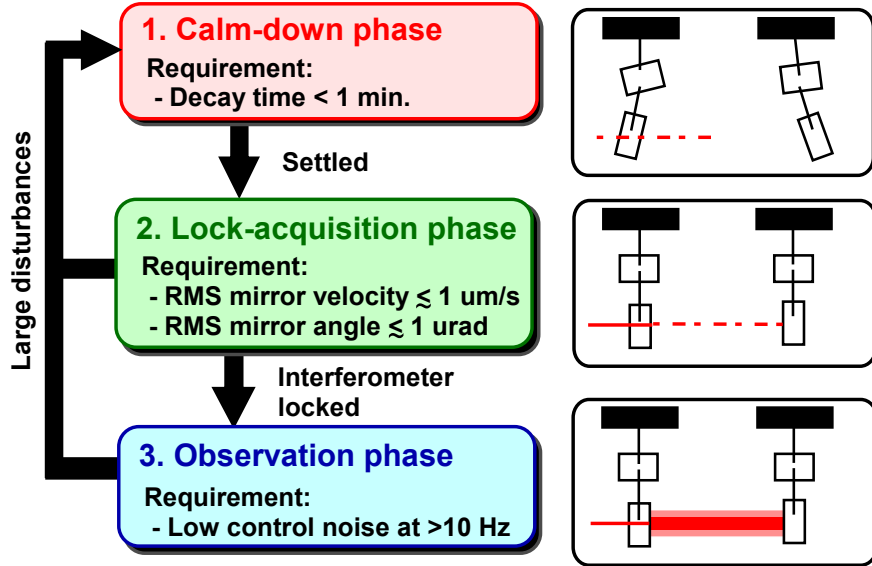 1. Calm-down phase
Requirement:
- Decay time < 1 min.
Settled
Large disturbances
2. Lock-acquisition phase
Requirement:
- RMS mirror velocity ≲ 1 um/s
- RMS mirror angle ≲ 1 urad
Interferometer
locked
3. Observation phase
Requirement:
- Low control noise at >10 Hz